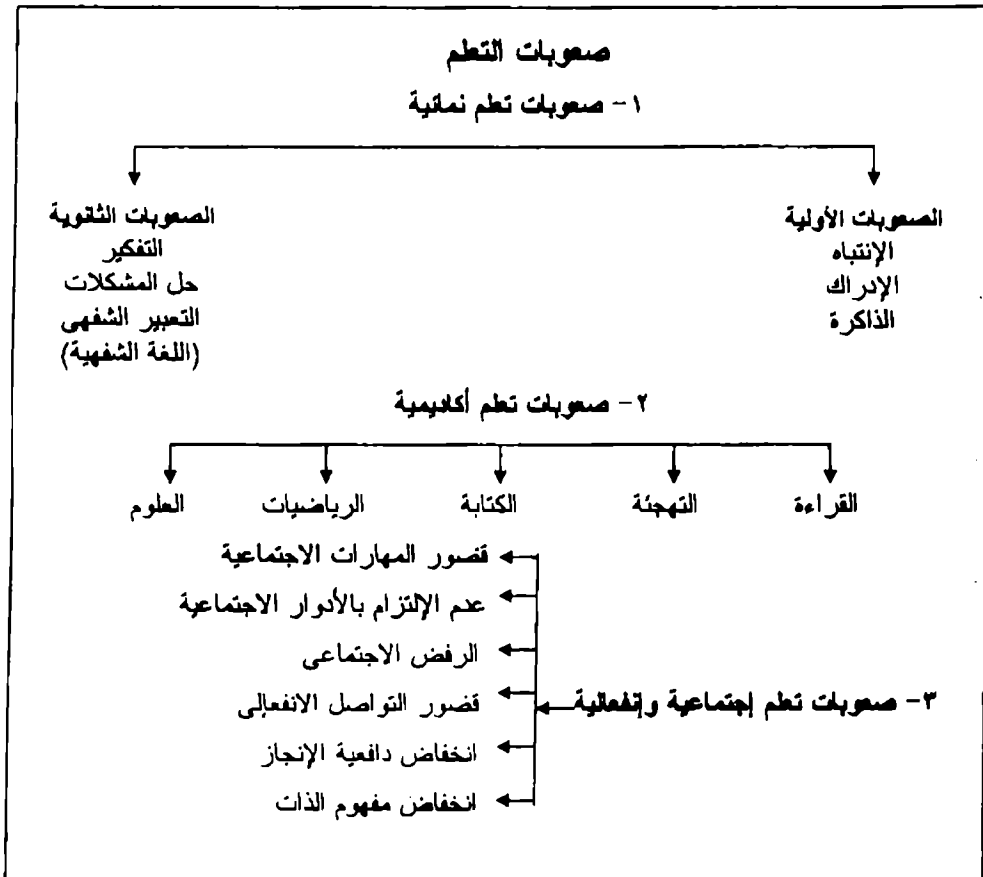 صعوبات التعلم
١- صعوبات تعلم نمائية
الصعوبات الأولية
الإنتباه
الإدراك
الذاكرة
الصعوبات الثانوية
التفكير
حل المشكلات
التعبير الشفهى
(اللغة الشفهية)
٢- صعوبات تعلم أكاديمية
القراءة
التهجئة
الكتابة
الرياضيات
العلوم
٣- صعوبات تعلم إجتماعية وإنفعالية
قصور المهارات الاجتماعية
عدم الإلتزام بالأدوار الاجتماعية
الرفض الاجتماعى
قصور التواصل الانفعالى
انخفاض دافعية الإنجاز
انخفاض مفهوم الذات